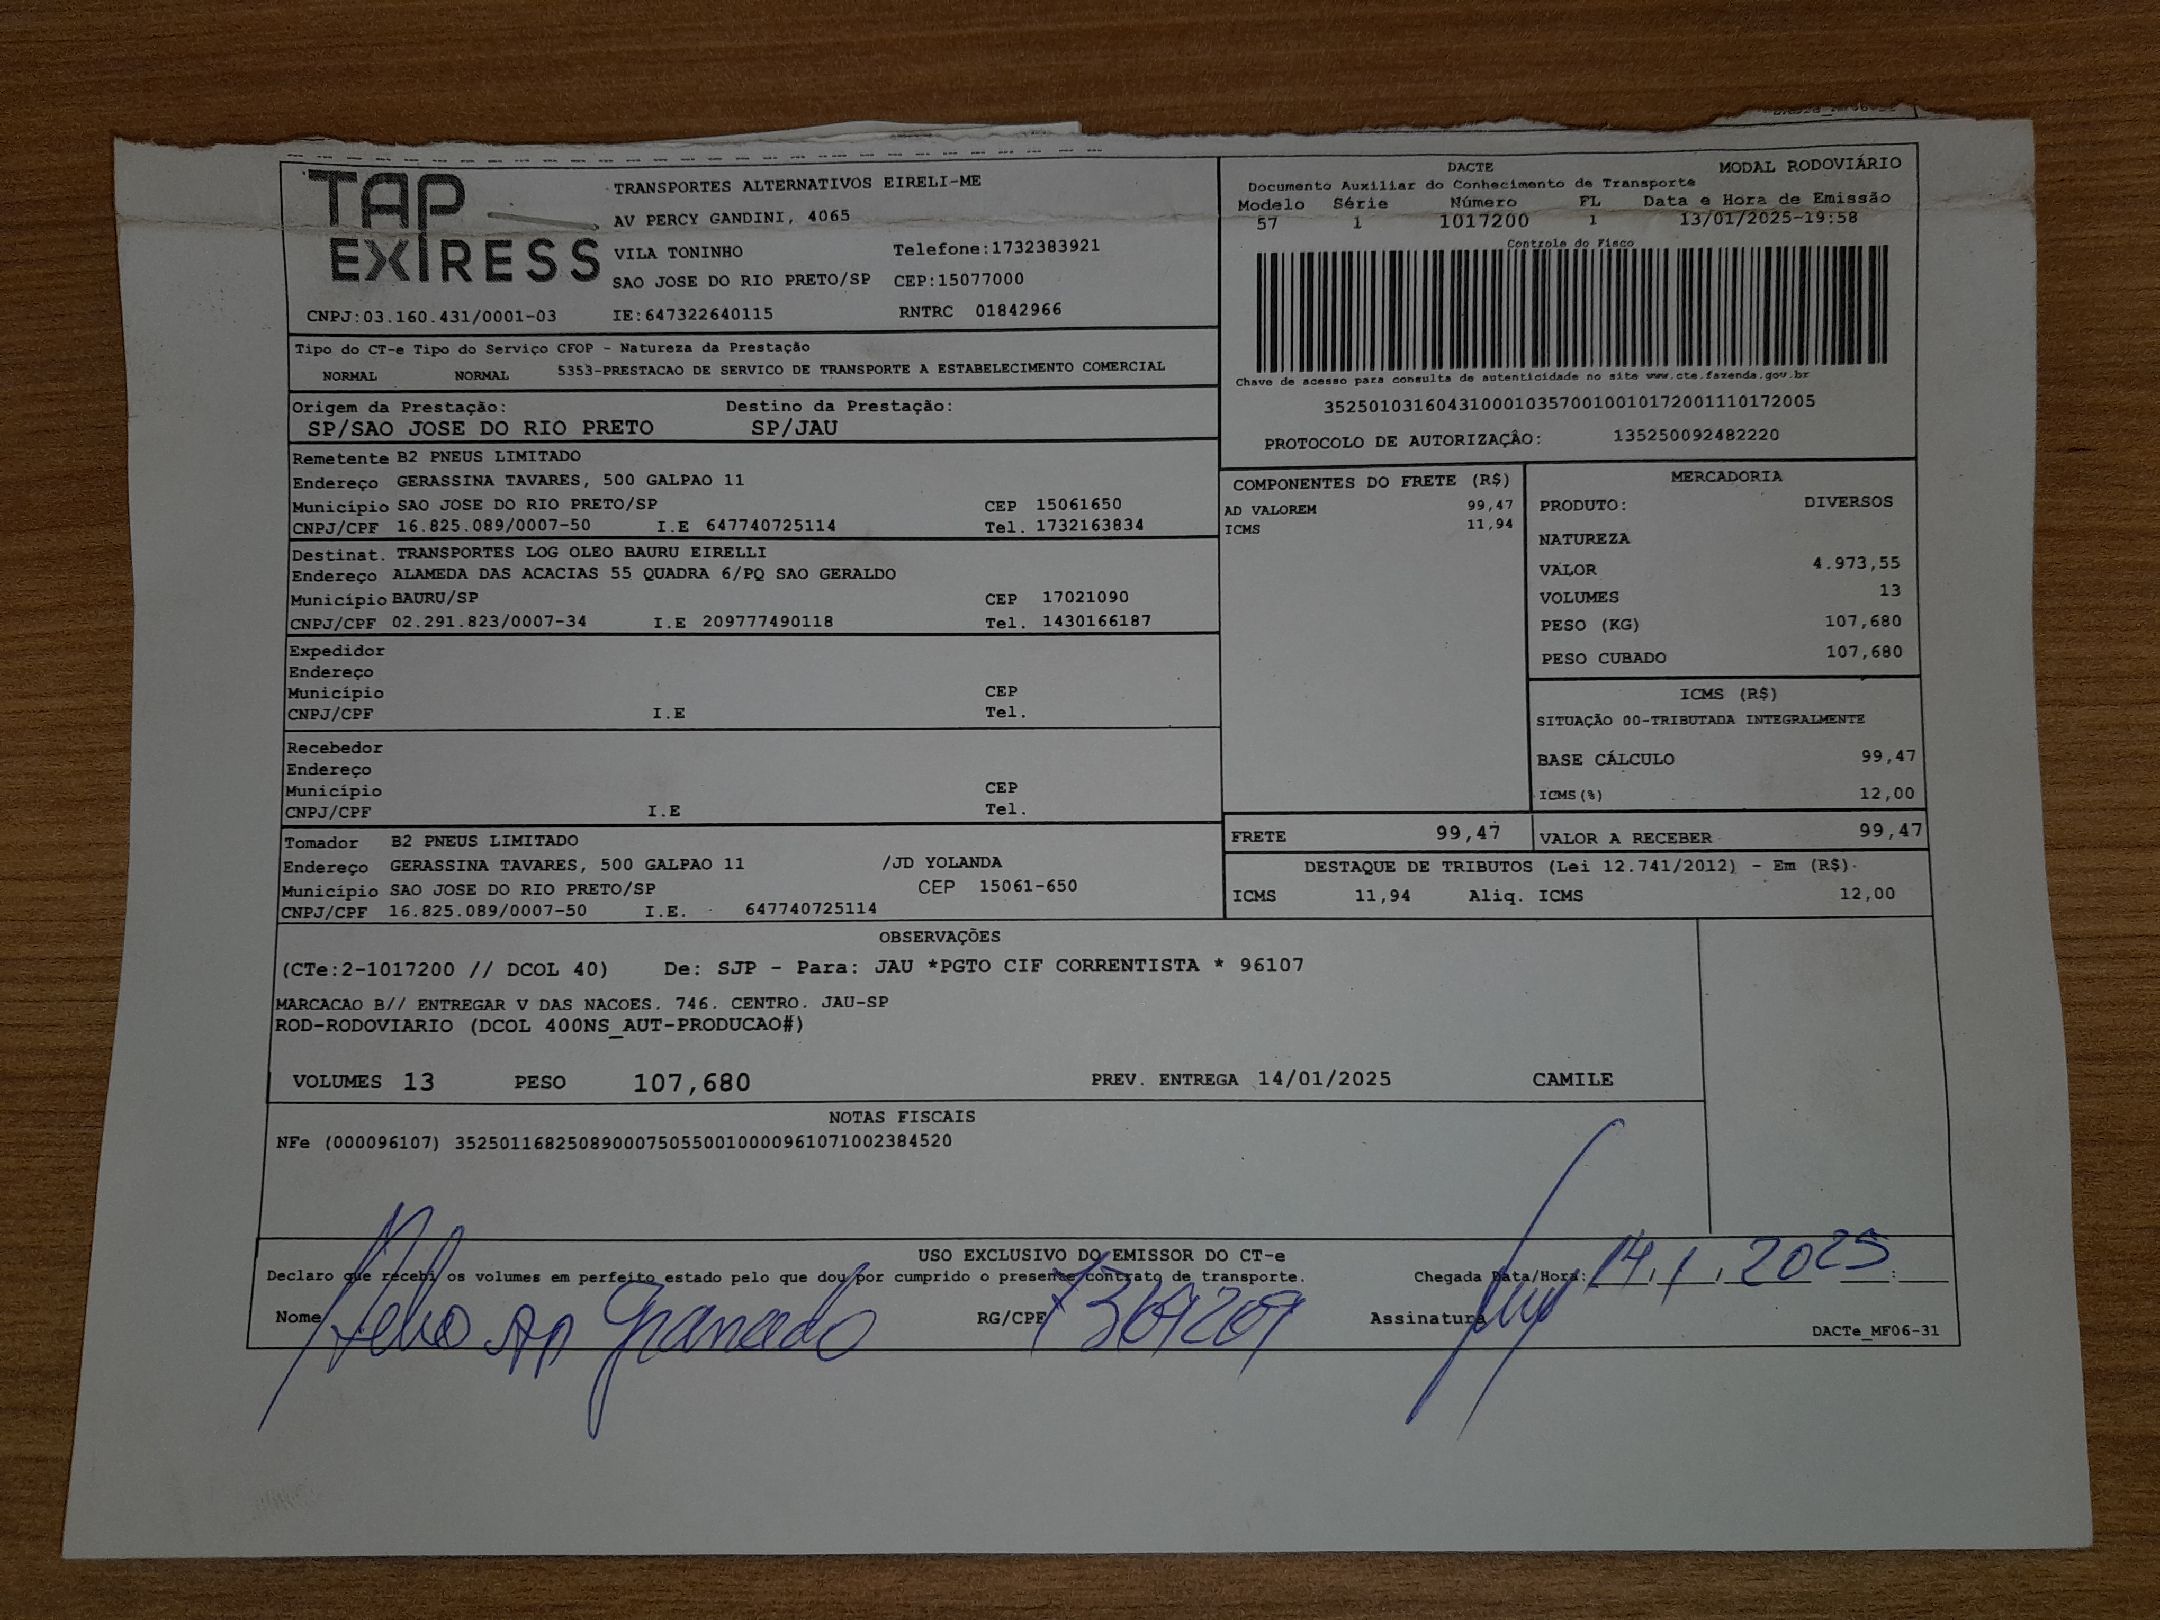 TAP
EXPRESS
TRANSPORTES ALTERNATIVOS EIRELI-ME
AV PERCY GANDINI, 4065
VILA TONINHO Telefone:1732383921
SAO JOSE DO RIO PRETO/SP CEP:15077000
CNPJ:03.160.431/0001-03 IE:647322640115 RNTRC 01842966
DACTE MODAL RODOVIÁRIO
Documento Auxiliar do Conhecimento de Transporte
Modelo Série Número FL Data e Hora de Emissão
57 1 1017200 1 13/01/2025-19:58
Controle do Fisco
Chave de acesso para consulta de autenticidade no site www.cte.fazenda.gov.br
35250103160431000103570010010172001110172005
PROTOCOLO DE AUTORIZAÇÃO: 135250092482220
Tipo do CT-e Tipo do Serviço CFOP - Natureza da Prestação
NORMAL NORMAL 5353-PRESTACAO DE SERVICO DE TRANSPORTE A ESTABELECIMENTO COMERCIAL
Origem da Prestação: Destino da Prestação:
SP/SAO JOSE DO RIO PRETO SP/JAU
Remetente B2 PNEUS LIMITADO
Endereço GERASSINA TAVARES, 500 GALPAO 11
Município SAO JOSE DO RIO PRETO/SP CEP 15061650
CNPJ/CPF 16.825.089/0007-50 I.E 647740725114 Tel. 1732163834
Destinat. TRANSPORTES LOG OLEO BAURU EIRELLI
Endereço ALAMEDA DAS ACACIAS 55 QUADRA 6/PQ SAO GERALDO
Município BAURU/SP CEP 17021090
CNPJ/CPF 02.291.823/0007-34 I.E 209777490118 Tel. 1430166187
Expedidor
Endereço
Município CEP
CNPJ/CPF I.E Tel.
Recebedor
Endereço
Município CEP
CNPJ/CPF I.E Tel.
Tomador B2 PNEUS LIMITADO
Endereço GERASSINA TAVARES, 500 GALPAO 11 /JD YOLANDA
Município SAO JOSE DO RIO PRETO/SP CEP 15061-650
CNPJ/CPF 16.825.089/0007-50 I.E. 647740725114
COMPONENTES DO FRETE (R$)
AD VALOREM 99,47
ICMS 11,94
MERCADORIA
PRODUTO: DIVERSOS
NATUREZA
VALOR 4.973,55
VOLUMES 13
PESO (KG) 107,680
PESO CUBADO 107,680
ICMS (R$)
SITUAÇÃO 00-TRIBUTADA INTEGRALMENTE
BASE CÁLCULO 99,47
ICMS(%) 12,00
FRETE 99,47 VALOR A RECEBER 99,47
DESTAQUE DE TRIBUTOS (Lei 12.741/2012) - Em (R$)
ICMS 11,94 Aliq. ICMS 12,00
OBSERVAÇÕES
(CTe:2-1017200 // DCOL 40) De: SJP - Para: JAU *PGTO CIF CORRENTISTA * 96107
MARCACAO B// ENTREGAR V DAS NACOES. 746. CENTRO. JAU-SP
ROD-RODOVIARIO (DCOL 400NS_AUT-PRODUCAO#)
VOLUMES 13 PESO 107,680 PREV. ENTREGA 14/01/2025 CAMILE
NOTAS FISCAIS
NFe (000096107) 35250116825089000750550010000961071002384520
USO EXCLUSIVO DO EMISSOR DO CT-e
Declaro que recebi os volumes em perfeito estado pelo que dou por cumprido o presente contrato de transporte. Chegada Data/Hora: 14.1.2025
Nome Ap Granado RG/CPF Assinatura
DACTe_MF06-31